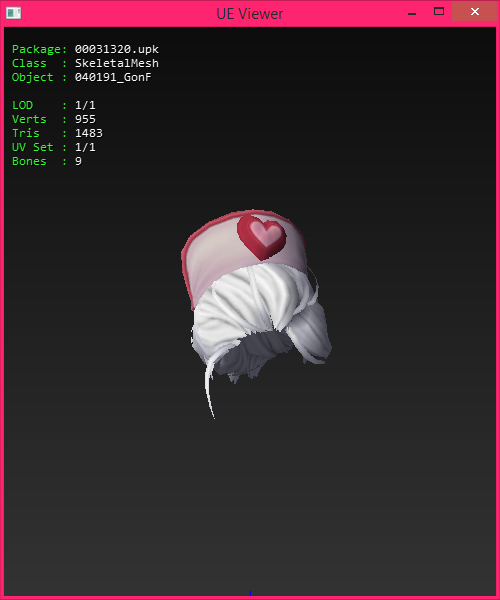 UE Viewer
Package: 00031320.upk
Class : SkeletalMesh
Object : 040191_GonF
LOD : 1/1
Verts : 955
Tris : 1483
UV Set : 1/1
Bones : 9